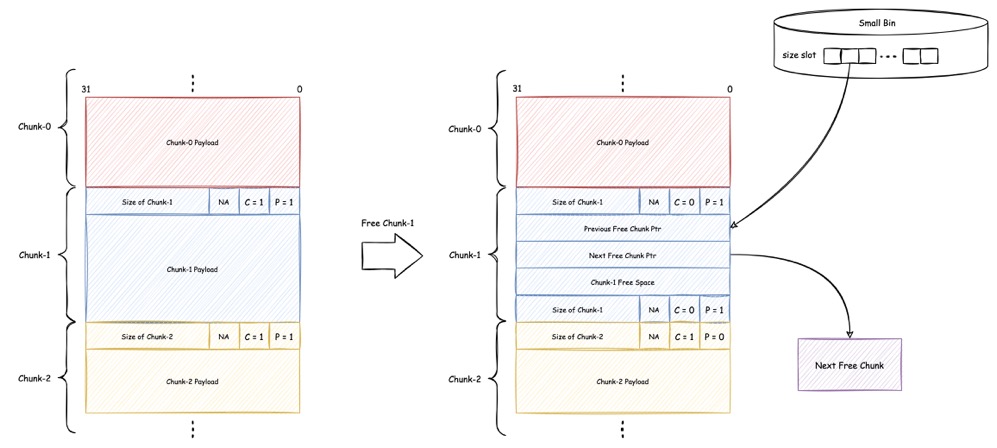 Small Bin
size slot
31
0
Chunk-0
Chunk-0 Payload
Size of Chunk-1 NA C = 1 P = 1
Chunk-1
Chunk-1 Payload
Size of Chunk-2 NA C = 1 P = 1
Chunk-2
Chunk-2 Payload
Free Chunk-1
31
0
Chunk-0
Chunk-0 Payload
Size of Chunk-1 NA C = 0 P = 1
Previous Free Chunk Ptr
Chunk-1
Next Free Chunk Ptr
Chunk-1 Free Space
Size of Chunk-1 NA C = 0 P = 1
Size of Chunk-2 NA C = 1 P = 0
Chunk-2
Chunk-2 Payload
Next Free Chunk